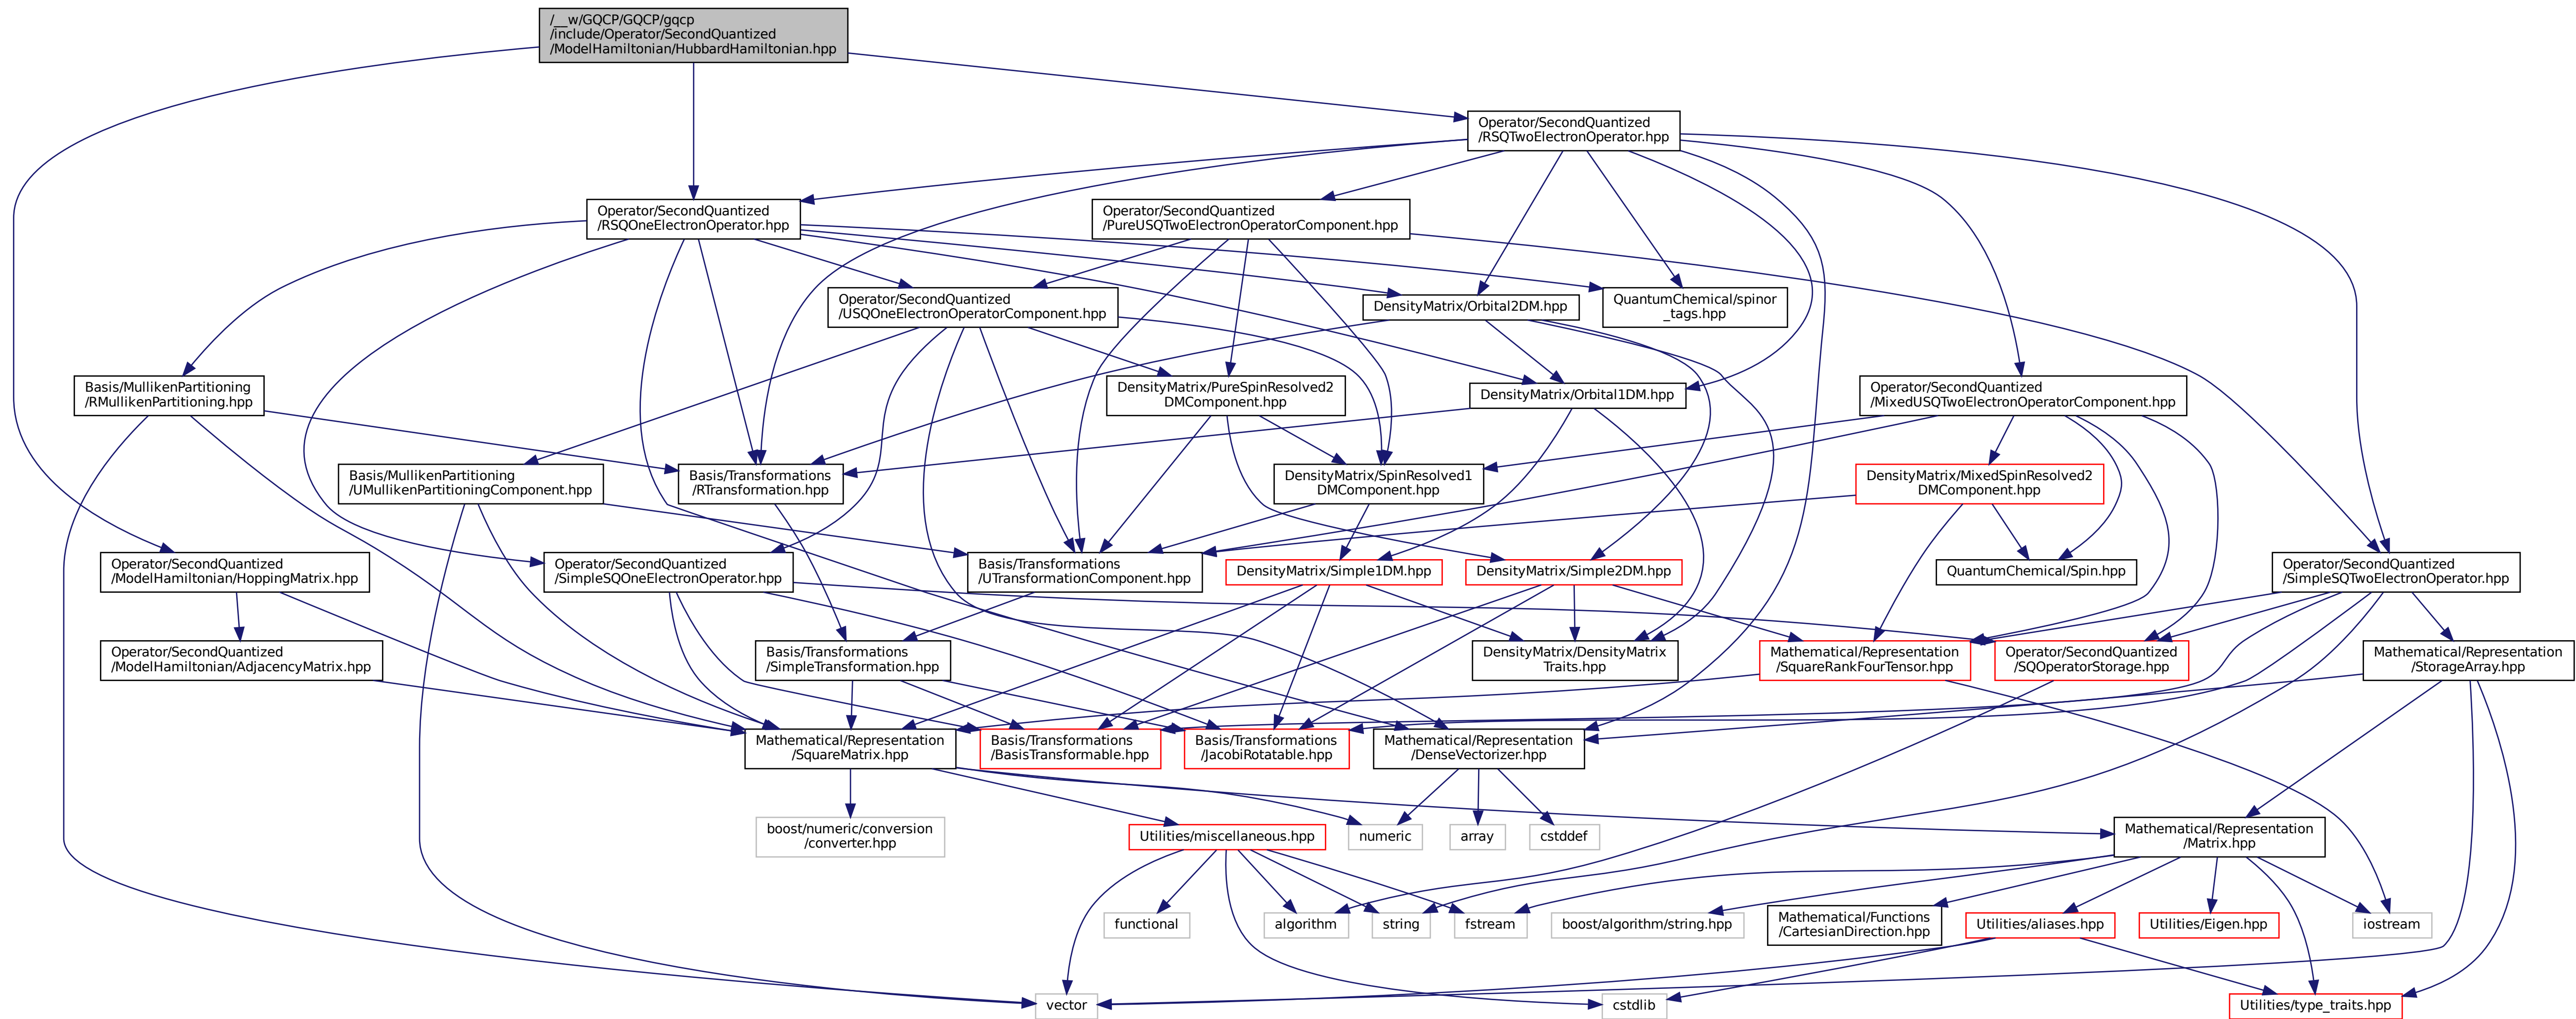 /__w/GQCP/GQCP/gqcp
/include/Operator/SecondQuantized
/ModelHamiltonian/HubbardHamiltonian.hpp
Operator/SecondQuantized
/RSQTwoElectronOperator.hpp
Operator/SecondQuantized
/RSQOneElectronOperator.hpp
Operator/SecondQuantized
/PureUSQTwoElectronOperatorComponent.hpp
Operator/SecondQuantized
/USQOneElectronOperatorComponent.hpp
DensityMatrix/Orbital2DM.hpp
QuantumChemical/spinor
_tags.hpp
Basis/MullikenPartitioning
/RMullikenPartitioning.hpp
DensityMatrix/PureSpinResolved2
DMComponent.hpp
DensityMatrix/Orbital1DM.hpp
Operator/SecondQuantized
/MixedUSQTwoElectronOperatorComponent.hpp
Basis/MullikenPartitioning
/UMullikenPartitioningComponent.hpp
Basis/Transformations
/RTransformation.hpp
DensityMatrix/SpinResolved1
DMComponent.hpp
DensityMatrix/MixedSpinResolved2
DMComponent.hpp
Operator/SecondQuantized
/ModelHamiltonian/HoppingMatrix.hpp
Operator/SecondQuantized
/SimpleSQOneElectronOperator.hpp
Basis/Transformations
/UTransformationComponent.hpp
DensityMatrix/Simple1DM.hpp
DensityMatrix/Simple2DM.hpp
QuantumChemical/Spin.hpp
Operator/SecondQuantized
/SimpleSQTwoElectronOperator.hpp
Operator/SecondQuantized
/ModelHamiltonian/AdjacencyMatrix.hpp
Basis/Transformations
/SimpleTransformation.hpp
DensityMatrix/DensityMatrix
Traits.hpp
Mathematical/Representation
/SquareRankFourTensor.hpp
Operator/SecondQuantized
/SQOperatorStorage.hpp
Mathematical/Representation
/StorageArray.hpp
Mathematical/Representation
/SquareMatrix.hpp
Basis/Transformations
/BasisTransformable.hpp
Basis/Transformations
/JacobiRotatable.hpp
Mathematical/Representation
/DenseVectorizer.hpp
boost/numeric/conversion
/converter.hpp
Utilities/miscellaneous.hpp
numeric
array
cstddef
Mathematical/Representation
/Matrix.hpp
functional
algorithm
string
fstream
boost/algorithm/string.hpp
Mathematical/Functions
/CartesianDirection.hpp
Utilities/aliases.hpp
Utilities/Eigen.hpp
iostream
vector
cstdlib
Utilities/type_traits.hpp